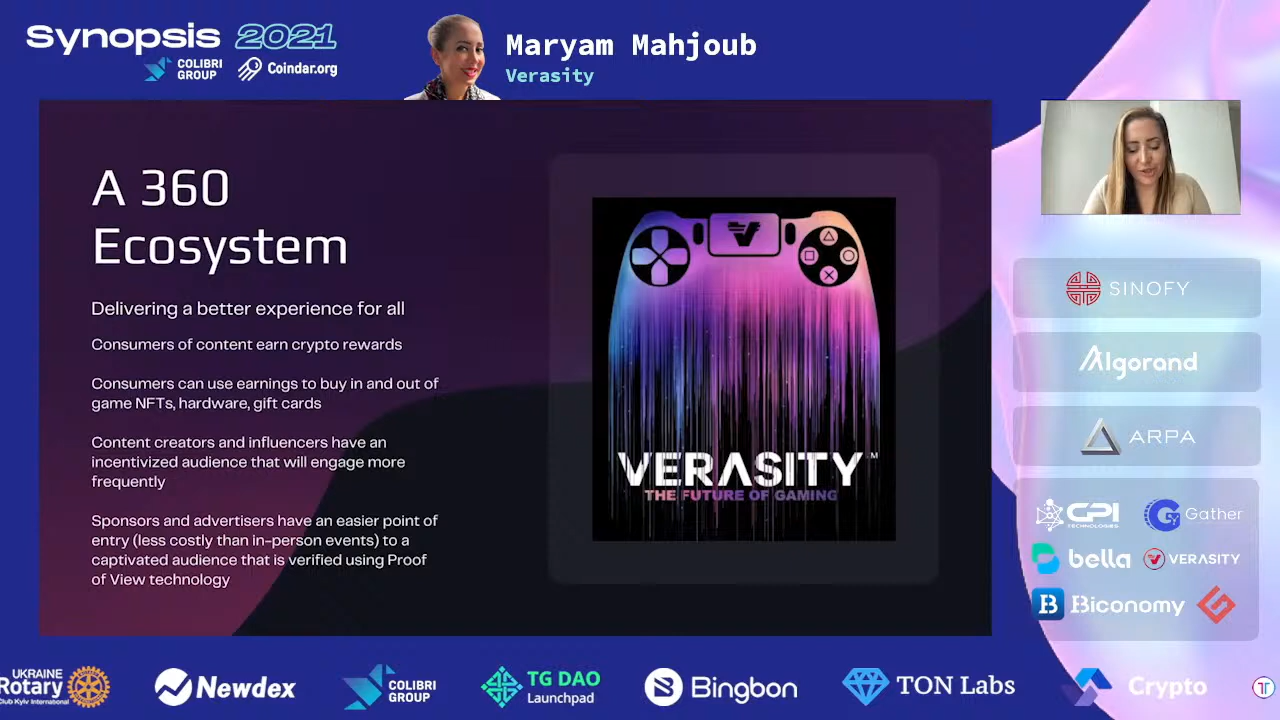 Synopsis 2021
COLIBRI
GROUP
Coindar.org
Maryam Mahjoub
Verasity
A 360
Ecosystem
Delivering a better experience for all
Consumers of content earn crypto rewards
Consumers can use earnings to buy in and out of
game NFTs, hardware, gift cards
Content creators and influencers have an
incentivized audience that will engage more
frequently
Sponsors and advertisers have an easier point of
entry (less costly than in-person events) to a
captivated audience that is verified using Proof
of View technology
VERASITY™
THE FUTURE OF GAMING
SINOFY
Algorand
ARPA
CPI
TECHNOLOGIES
Gather
bella
VERASITY
Biconomy
UKRAINE
Rotary
Club Kyiv International
Newdex
COLIBRI
GROUP
TG DAO
Launchpad
Bingbon
TON Labs
Crypto